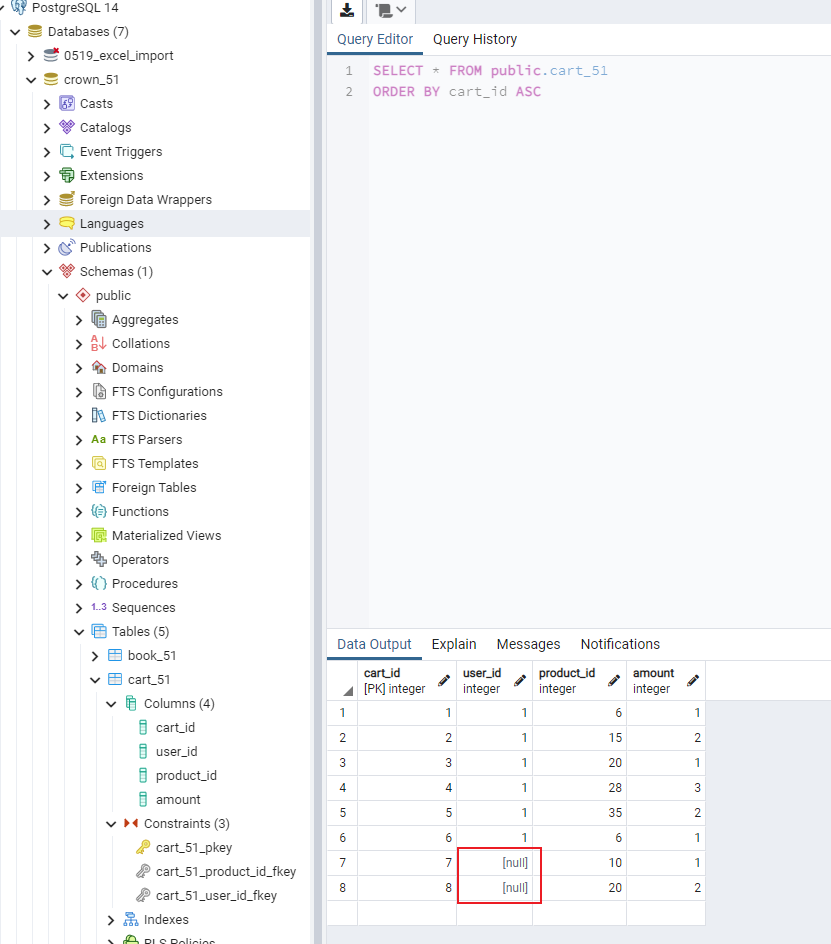 PostgreSQL 14
Databases (7)
0519_excel_import
crown_51
Casts
Catalogs
Event Triggers
Extensions
Foreign Data Wrappers
Languages
Publications
Schemas (1)
public
Aggregates
Collations
Domains
FTS Configurations
FTS Dictionaries
Aa FTS Parsers
FTS Templates
Foreign Tables
Functions
Materialized Views
Operators
Procedures
1..3 Sequences
Tables (5)
book_51
cart_51
Columns (4)
cart_id
user_id
product_id
amount
Constraints (3)
cart_51_pkey
cart_51_product_id_fkey
cart_51_user_id_fkey
Indexes
RLS Policies
Query Editor Query History
1 SELECT * FROM public.cart_51
2 ORDER BY cart_id ASC
Data Output Explain Messages Notifications
cart_id user_id product_id amount
[PK] integer integer integer integer
1 1 1 6 1
2 2 1 15 2
3 3 1 20 1
4 4 1 28 3
5 5 1 35 2
6 6 1 6 1
7 7 [null] 10 1
8 8 [null] 20 2